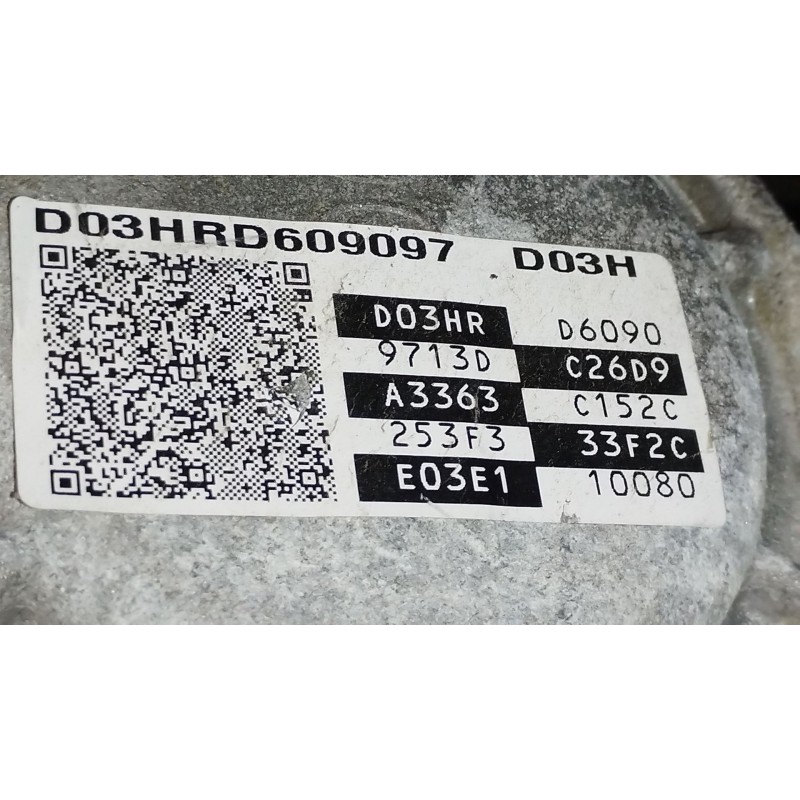 D03HRD609097 D03H
D03HR D6090
9713D C26D9
A3363 C152C
253F3 33F2C
E03E1 10080